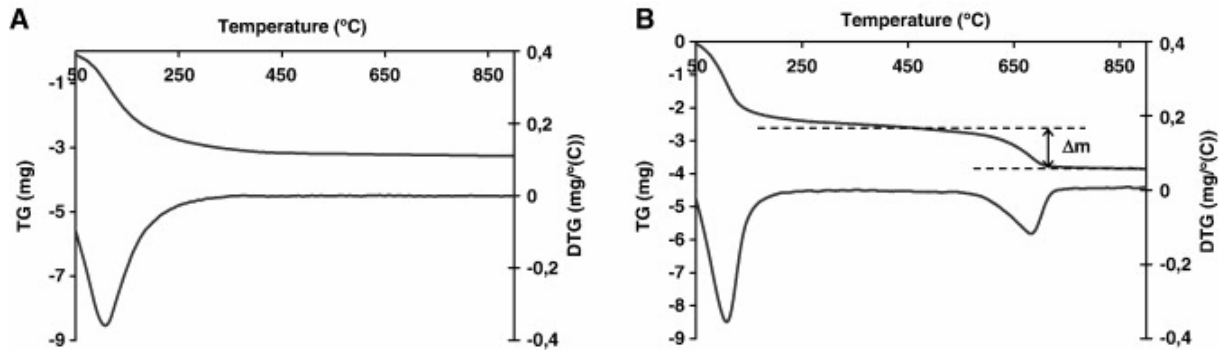 A
Temperature (ºC)
50 250 450 650 850
-1
-3
-5
-7
-9
TG (mg)
0,4
0,2
0
-0,2
-0,4
DTG (mg/º(C))
B
Temperature (°C)
50 250 450 650 850
0
-1
-2
-3
-4
-5
-6
-7
-8
-9
TG (mg)
Δm
0,4
0,2
0
-0,2
-0,4
DTG (mg/°(C))